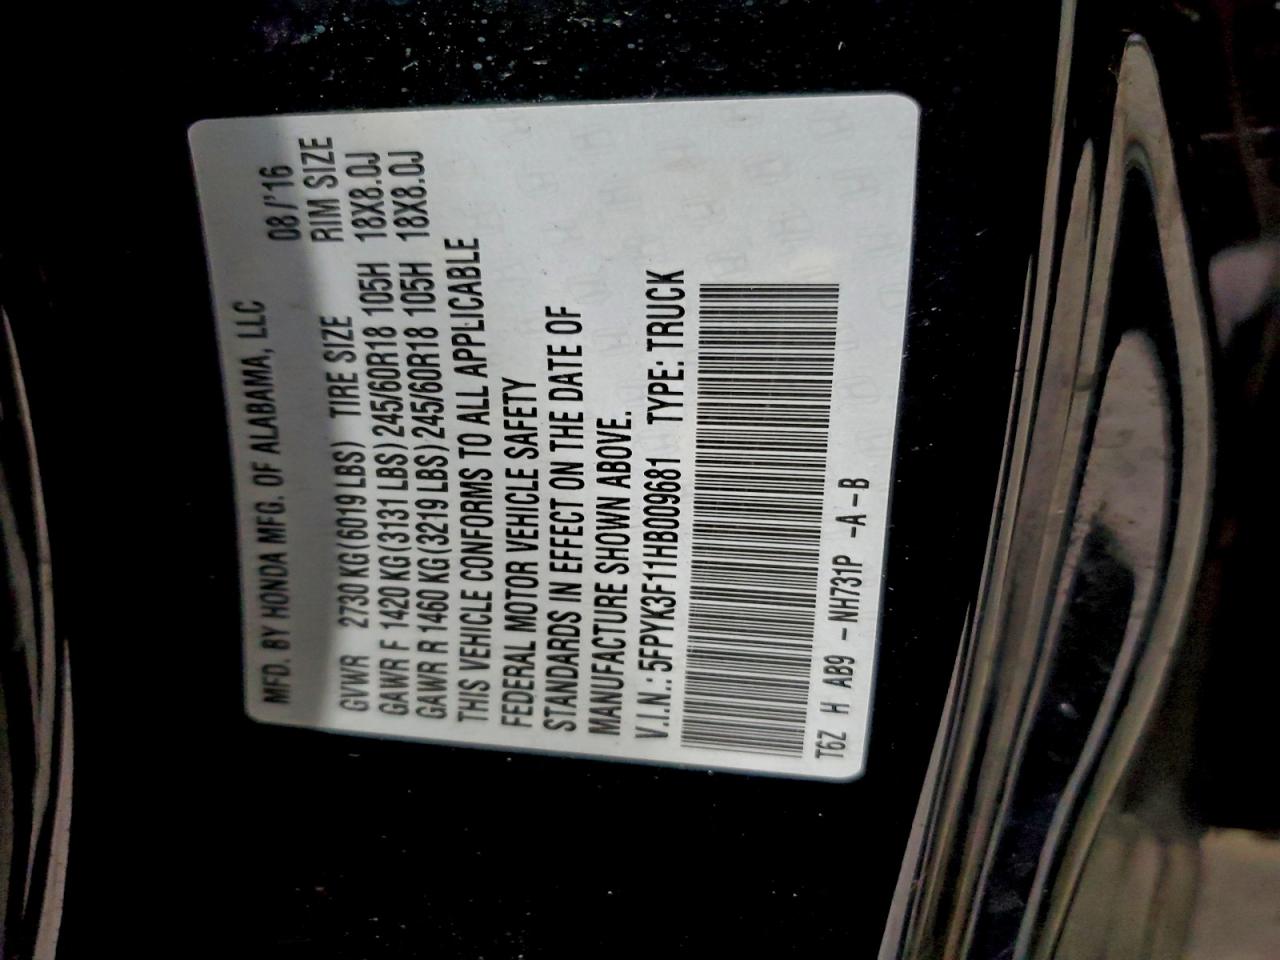 MFD. BY HONDA MFG. OF ALABAMA, LLC 08/'16
GVWR 2730 KG (6019 LBS) TIRE SIZE RIM SIZE
GAWR F 1420 KG (3131 LBS) 245/60R18 105H 18X8.0J
GAWR R 1460 KG (3219 LBS) 245/60R18 105H 18X8.0J
THIS VEHICLE CONFORMS TO ALL APPLICABLE
FEDERAL MOTOR VEHICLE SAFETY
STANDARDS IN EFFECT ON THE DATE OF
MANUFACTURE SHOWN ABOVE.
V.I.N.: 5FPYK3F11HB009681 TYPE: TRUCK
T6Z H AB9 - NH731P -A-B